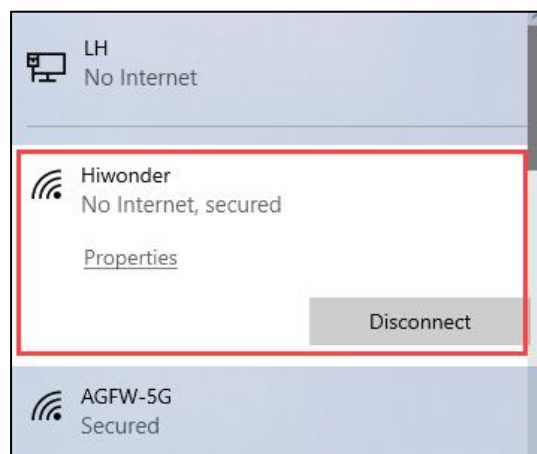 LH
No Internet
Hiwonder
No Internet, secured
Properties
Disconnect
AGFW-5G
Secured